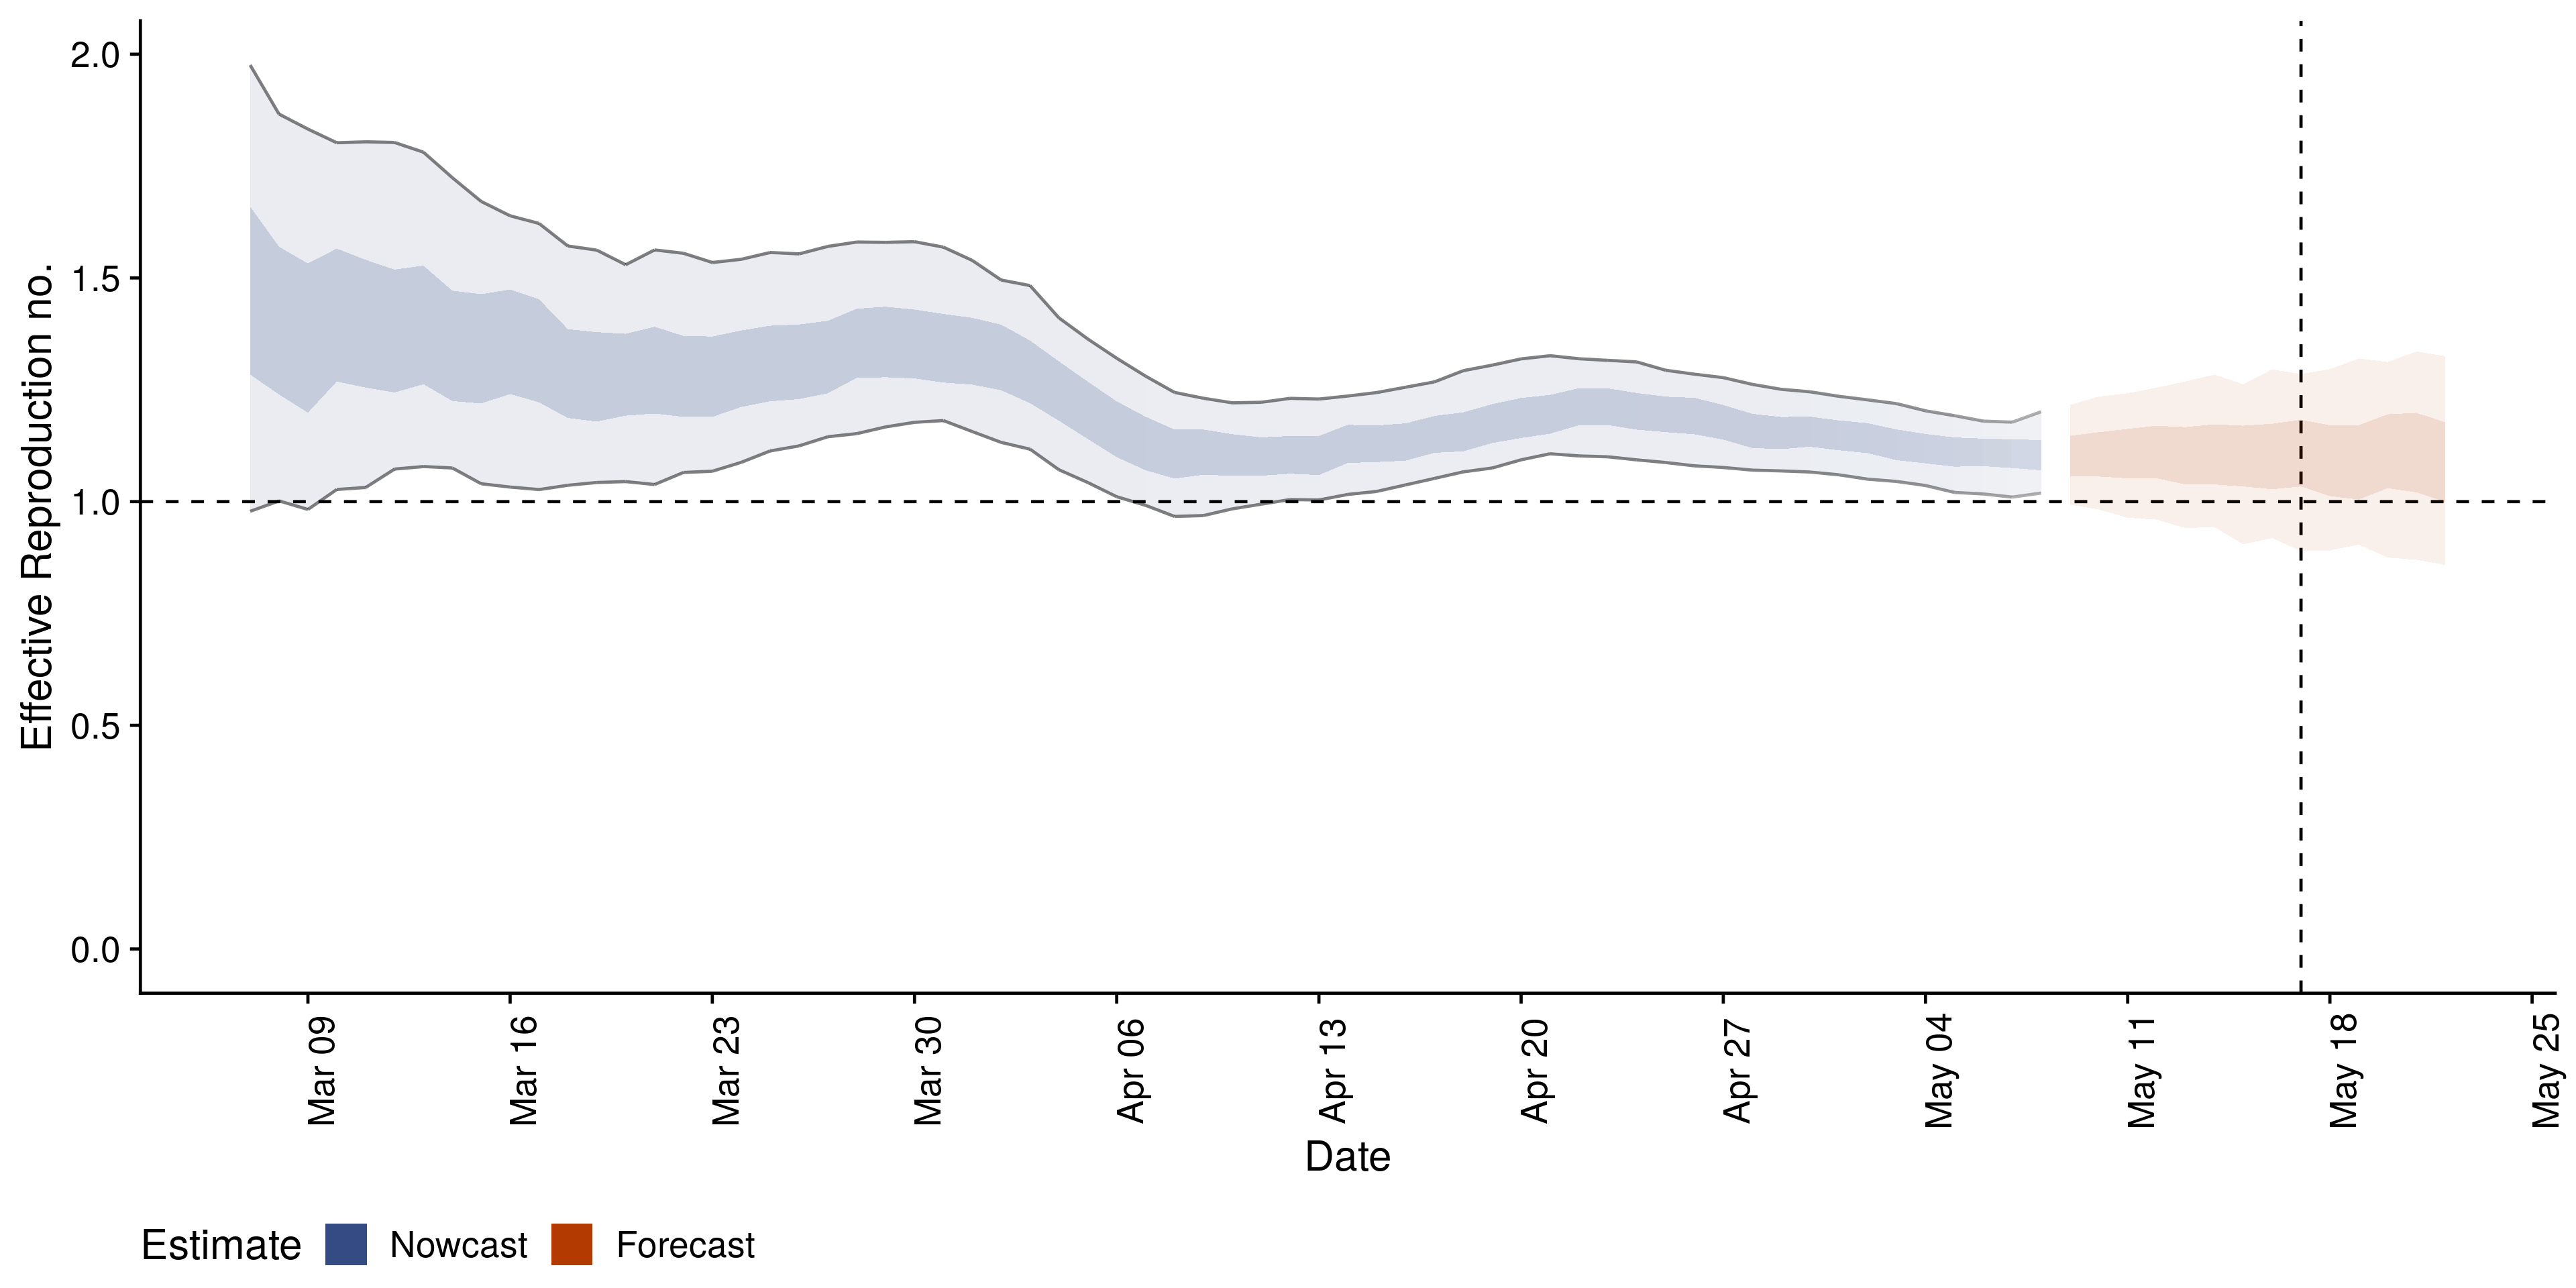 Effective Reproduction no.
2.0
1.5
1.0
0.5
0.0
Mar 09
Mar 16
Mar 23
Mar 30
Apr 06
Apr 13
Apr 20
Apr 27
May 04
May 11
May 18
May 25
Date
Estimate Nowcast Forecast